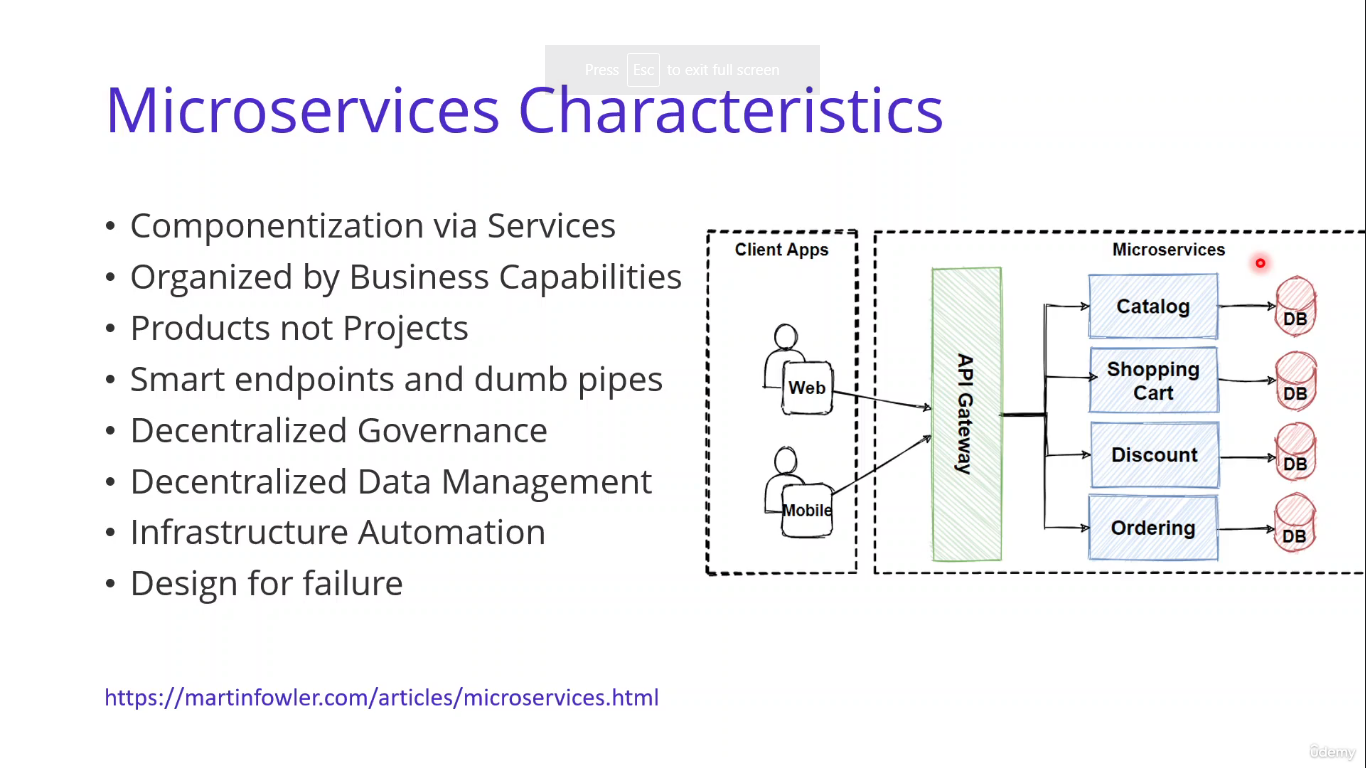 Press Esc to exit full screen
Microservices Characteristics
• Componentization via Services
• Organized by Business Capabilities
• Products not Projects
• Smart endpoints and dumb pipes
• Decentralized Governance
• Decentralized Data Management
• Infrastructure Automation
• Design for failure
https://martinfowler.com/articles/microservices.html
Client Apps
Web
Mobile
API Gateway
Microservices
Catalog
DB
Shopping
Cart
DB
Discount
DB
Ordering
DB
ûdemy